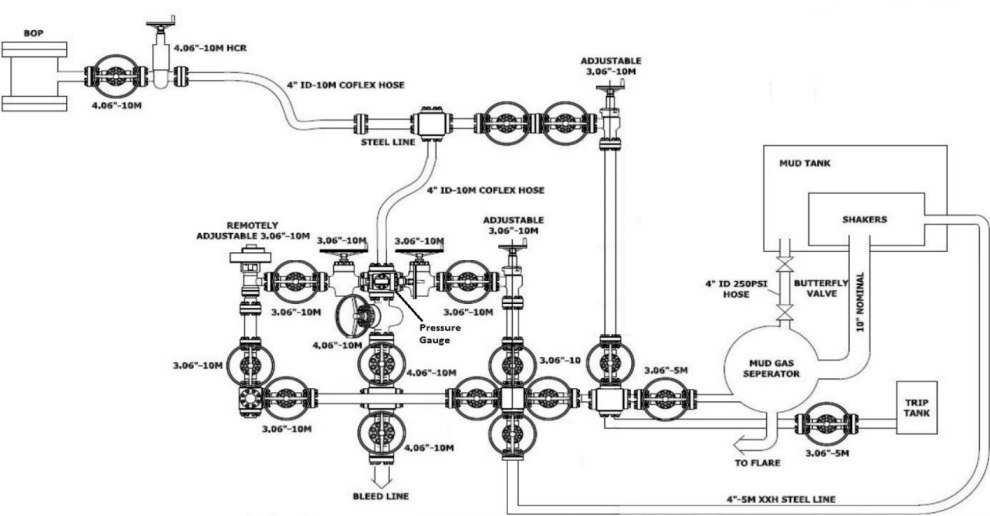 BOP
4,06"-10M HCR
4,06"-10M
4" ID-10M COFLEX HOSE
STEEL LINE
ADJUSTABLE
3,06"-10M
4" ID-10M COFLEX HOSE
MUD TANK
SHAKERS
REMOTELY
ADJUSTABLE 3.06"-10M
3,06"-10M
3.06"-10M
ADJUSTABLE
3,06"-10M
3.06"-10M
3.06"-10M
4,06"-10M
Pressure
Gauge
4" ID 250PSI
HOSE
BUTTERFLY
VALVE
10" NOMINAL
3.06"-10M
4,06"-10M
3,06"-10
3.06"-5M
MUD GAS
SEPERATOR
TRIP
TANK
3,06"-10M
4,06"-10M
3.06"-5M
TO FLARE
BLEED LINE
4"-5M XXH STEEL LINE